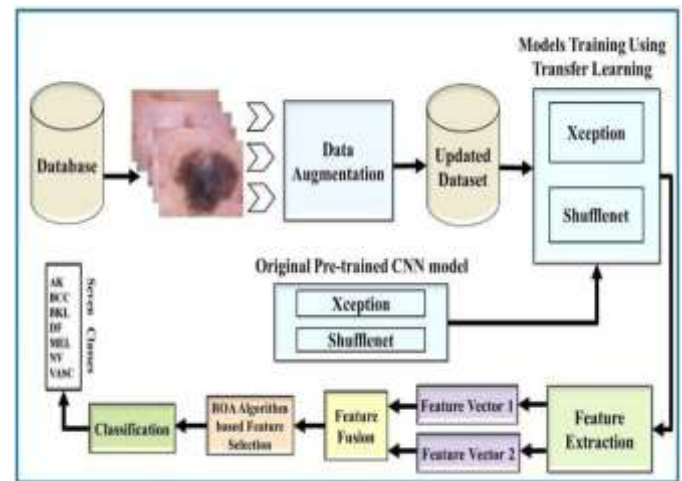 Models Training Using
Transfer Learning
Database
Data
Augmentation
Updated
Dataset
Xception
Shufflenet
Original Pre-trained CNN model
Xception
Shufflenet
Seven Classes
AK
BCC
BKL
DF
MEL
NV
VASC
Classification
BOA Algorithm
based Feature
Selection
Feature
Fusion
Feature Vector 1
Feature Vector 2
Feature
Extraction